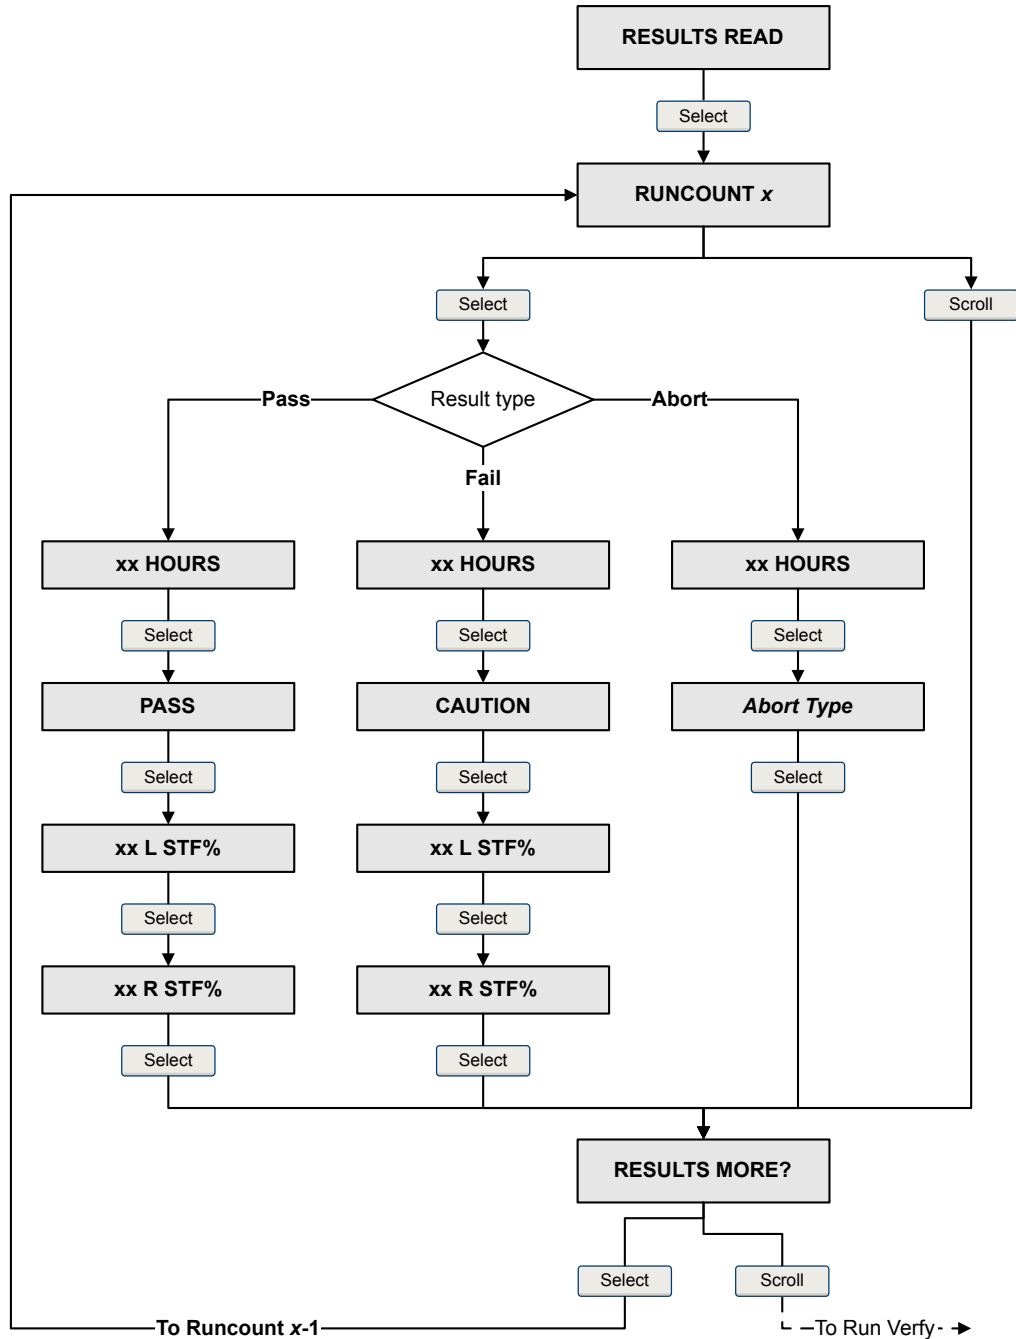 RESULTS READ
Select
RUNCOUNT x
Select
Scroll
Pass
Result type
Abort
Fail
xx HOURS
xx HOURS
xx HOURS
Select
Select
Select
PASS
CAUTION
Abort Type
Select
Select
Select
xx L STF%
xx L STF%
Select
Select
xx R STF%
xx R STF%
Select
Select
RESULTS MORE?
Select
Scroll
To Runcount x-1
To Run Verfy